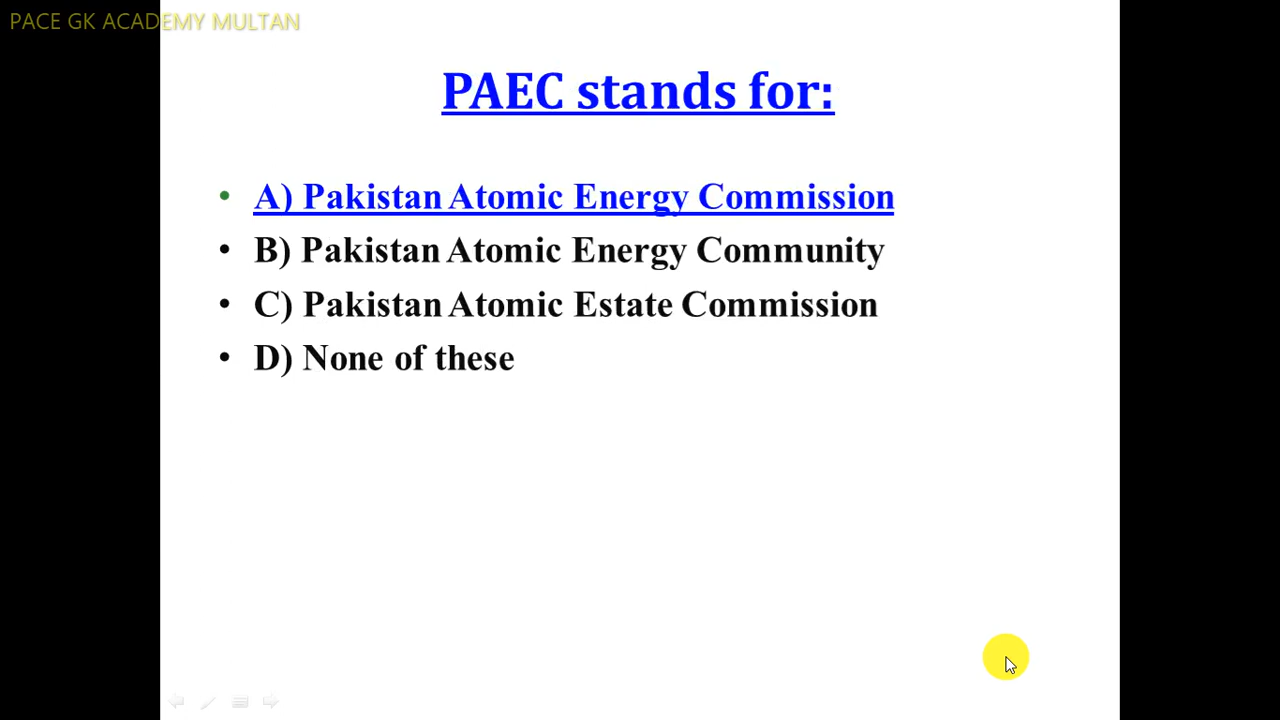 PACE GK ACADEMY MULTAN
PAEC stands for:
• A) Pakistan Atomic Energy Commission
• B) Pakistan Atomic Energy Community
• C) Pakistan Atomic Estate Commission
• D) None of these